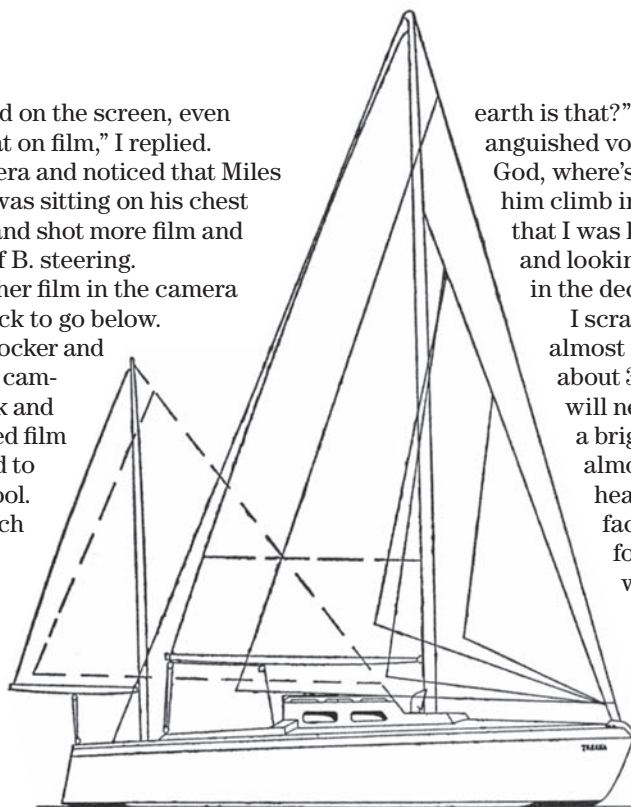 d on the screen, even
at on film,” I replied.
era and noticed that Miles
was sitting on his chest
and shot more film and
f B. steering.
her film in the camera
ck to go below.
ocker and
cam-
k and
ed film
d to
ool.
ch
earth is that?”
anguished vo
God, where's
him climb in
that I was l
and lookin
in the dec
I scra
almost
about 3
will ne
a brig
almo
hea
fac
fo
w